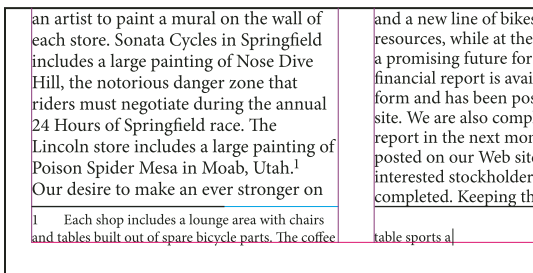 an artist to paint a mural on the wall of
each store. Sonata Cycles in Springfield
includes a large painting of Nose Dive
Hill, the notorious danger zone that
riders must negotiate during the annual
24 Hours of Springfield race. The
Lincoln store includes a large painting of
Poison Spider Mesa in Moab, Utah.1
Our desire to make an ever stronger on
1 Each shop includes a lounge area with chairs
and tables built out of spare bicycle parts. The coffee
and a new line of bikes
resources, while at the
a promising future for
financial report is avai
form and has been pos
site. We are also comp
report in the next mon
posted on our Web site
interested stockholder
completed. Keeping th
table sports a